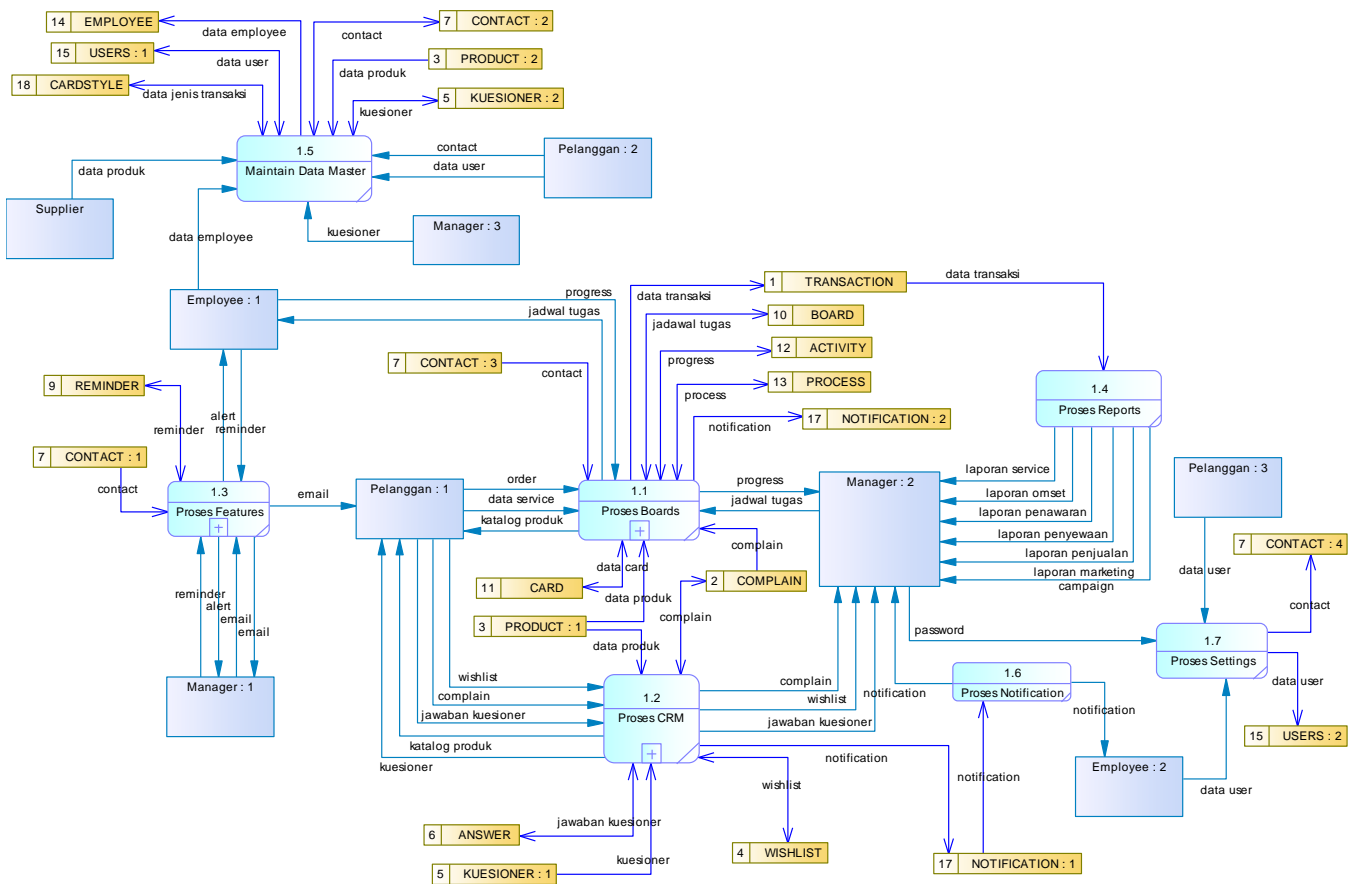 14 EMPLOYEE
data employee
15 USERS : 1
data user
18 CARDSTYLE
data jenis transaksi
7 CONTACT : 2
contact
3 PRODUCT : 2
data produk
5 KUESIONER : 2
kuesioner
1.5
Maintain Data Master
Pelanggan : 2
contact
data user
data produk
Supplier
Manager : 3
kuesioner
data employee
Employee : 1
progress
jadwal tugas
1 TRANSACTION
data transaksi
data transaksi
10 BOARD
jadawal tugas
12 ACTIVITY
progress
13 PROCESS
process
17 NOTIFICATION : 2
notification
7 CONTACT : 3
contact
9 REMINDER
reminder
alert
reminder
7 CONTACT : 1
contact
1.3
Proses Features
+
email
Pelanggan : 1
order
data service
katalog produk
1.1
Proses Boards
+
progress
jadwal tugas
Manager : 2
1.4
Proses Reports
laporan service
laporan omset
laporan penawaran
laporan penyewaan
laporan penjualan
laporan marketing
campaign
Pelanggan : 3
data user
7 CONTACT : 4
contact
complain
2 COMPLAIN
complain
data card
11 CARD
data produk
3 PRODUCT : 1
data produk
reminder
alert
email
email
Manager : 1
wishlist
complain
jawaban kuesioner
katalog produk
kuesioner
1.2
Proses CRM
+
complain
wishlist
jawaban kuesioner
notification
password
1.7
Proses Settings
data user
15 USERS : 2
1.6
Proses Notification
notification
notification
Employee : 2
data user
notification
notification
wishlist
4 WISHLIST
17 NOTIFICATION : 1
jawaban kuesioner
6 ANSWER
kuesioner
5 KUESIONER : 1